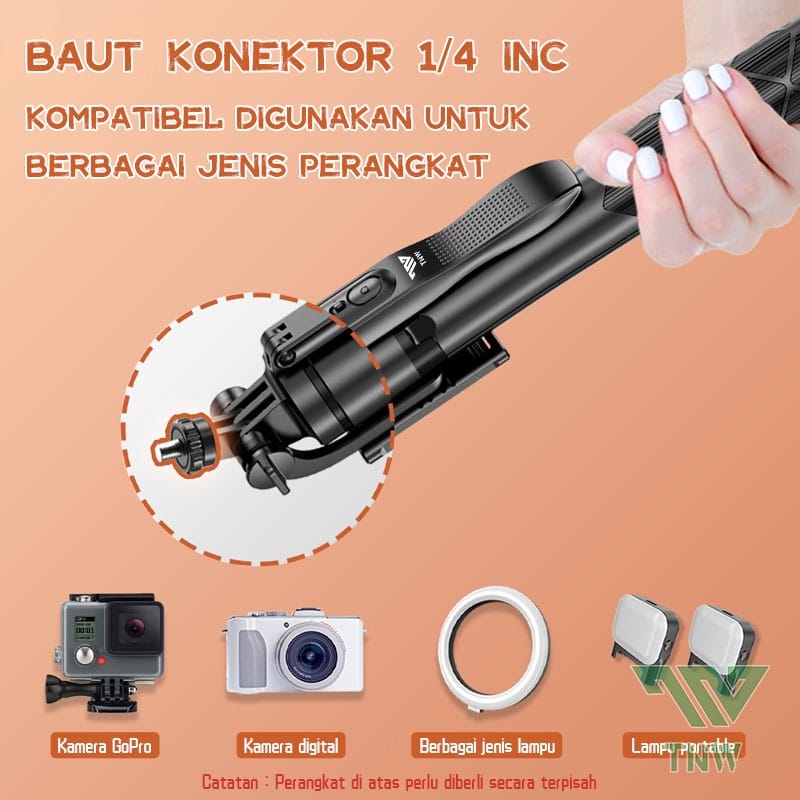 BAUT KONEKTOR 1/4 INC
KOMPATIBEL DIGUNAKAN UNTUK
BERBAGAI JENIS PERANGKAT
TNW
Kamera GoPro
Kamera digital
Berbagai jenis lampu
Lampu portable
TNW
Catatan : Perangkat di atas perlu diberli secara terpisah